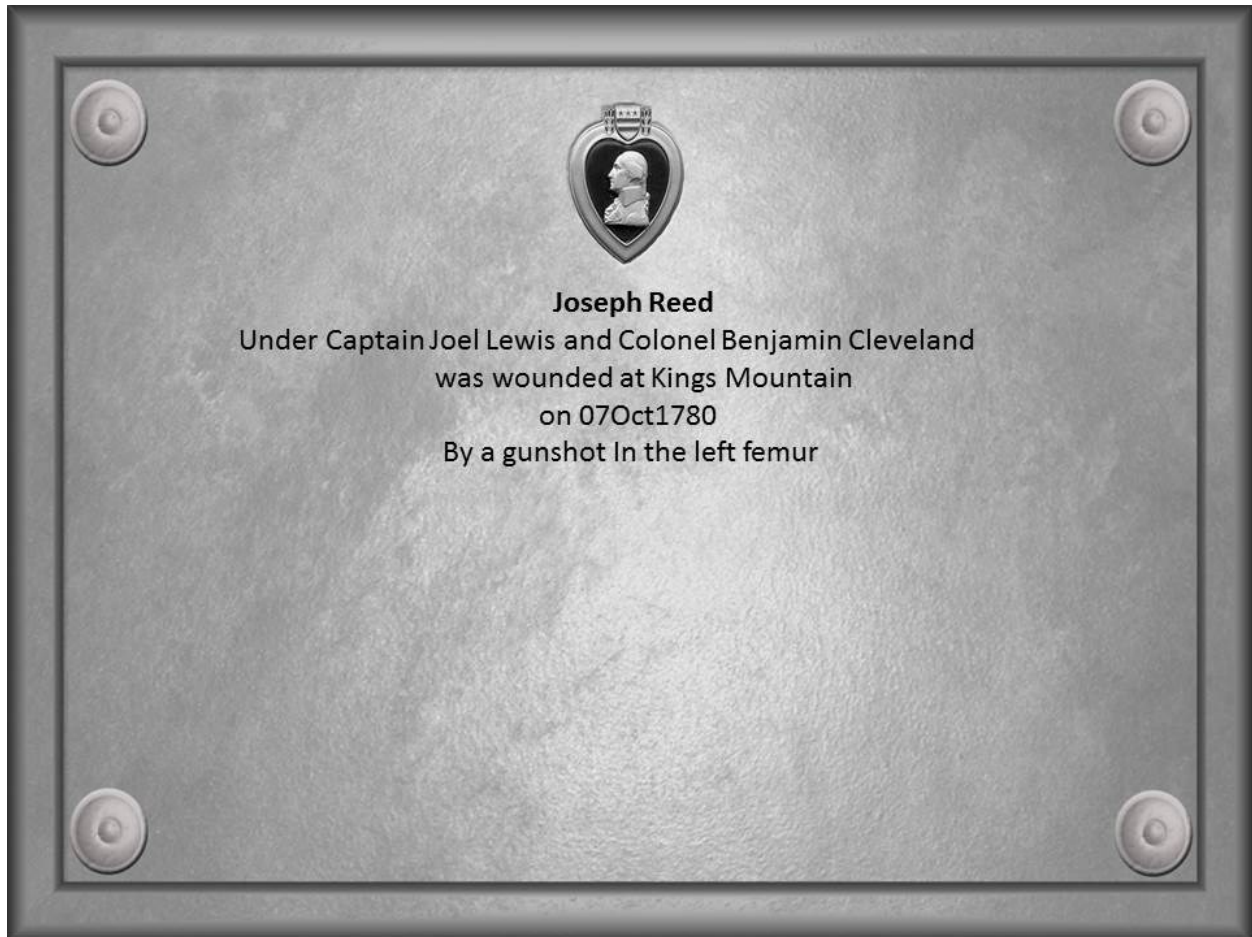 Joseph Reed
Under Captain Joel Lewis and Colonel Benjamin Cleveland
was wounded at Kings Mountain
on 07Oct1780
By a gunshot In the left femur